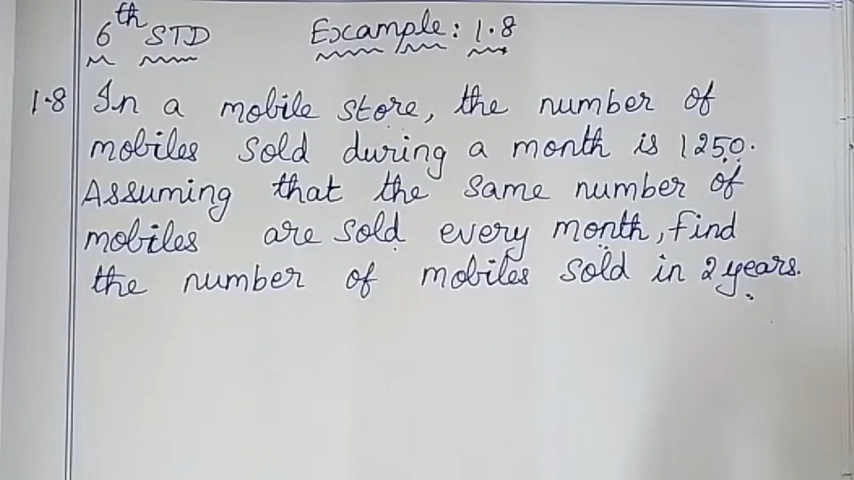 6th STD Example: 1.8
1.8 In a mobile store, the number of
mobiles sold during a month is 1250.
Assuming that the same number of
mobiles are sold every month, find
the number of mobiles sold in 2 years.